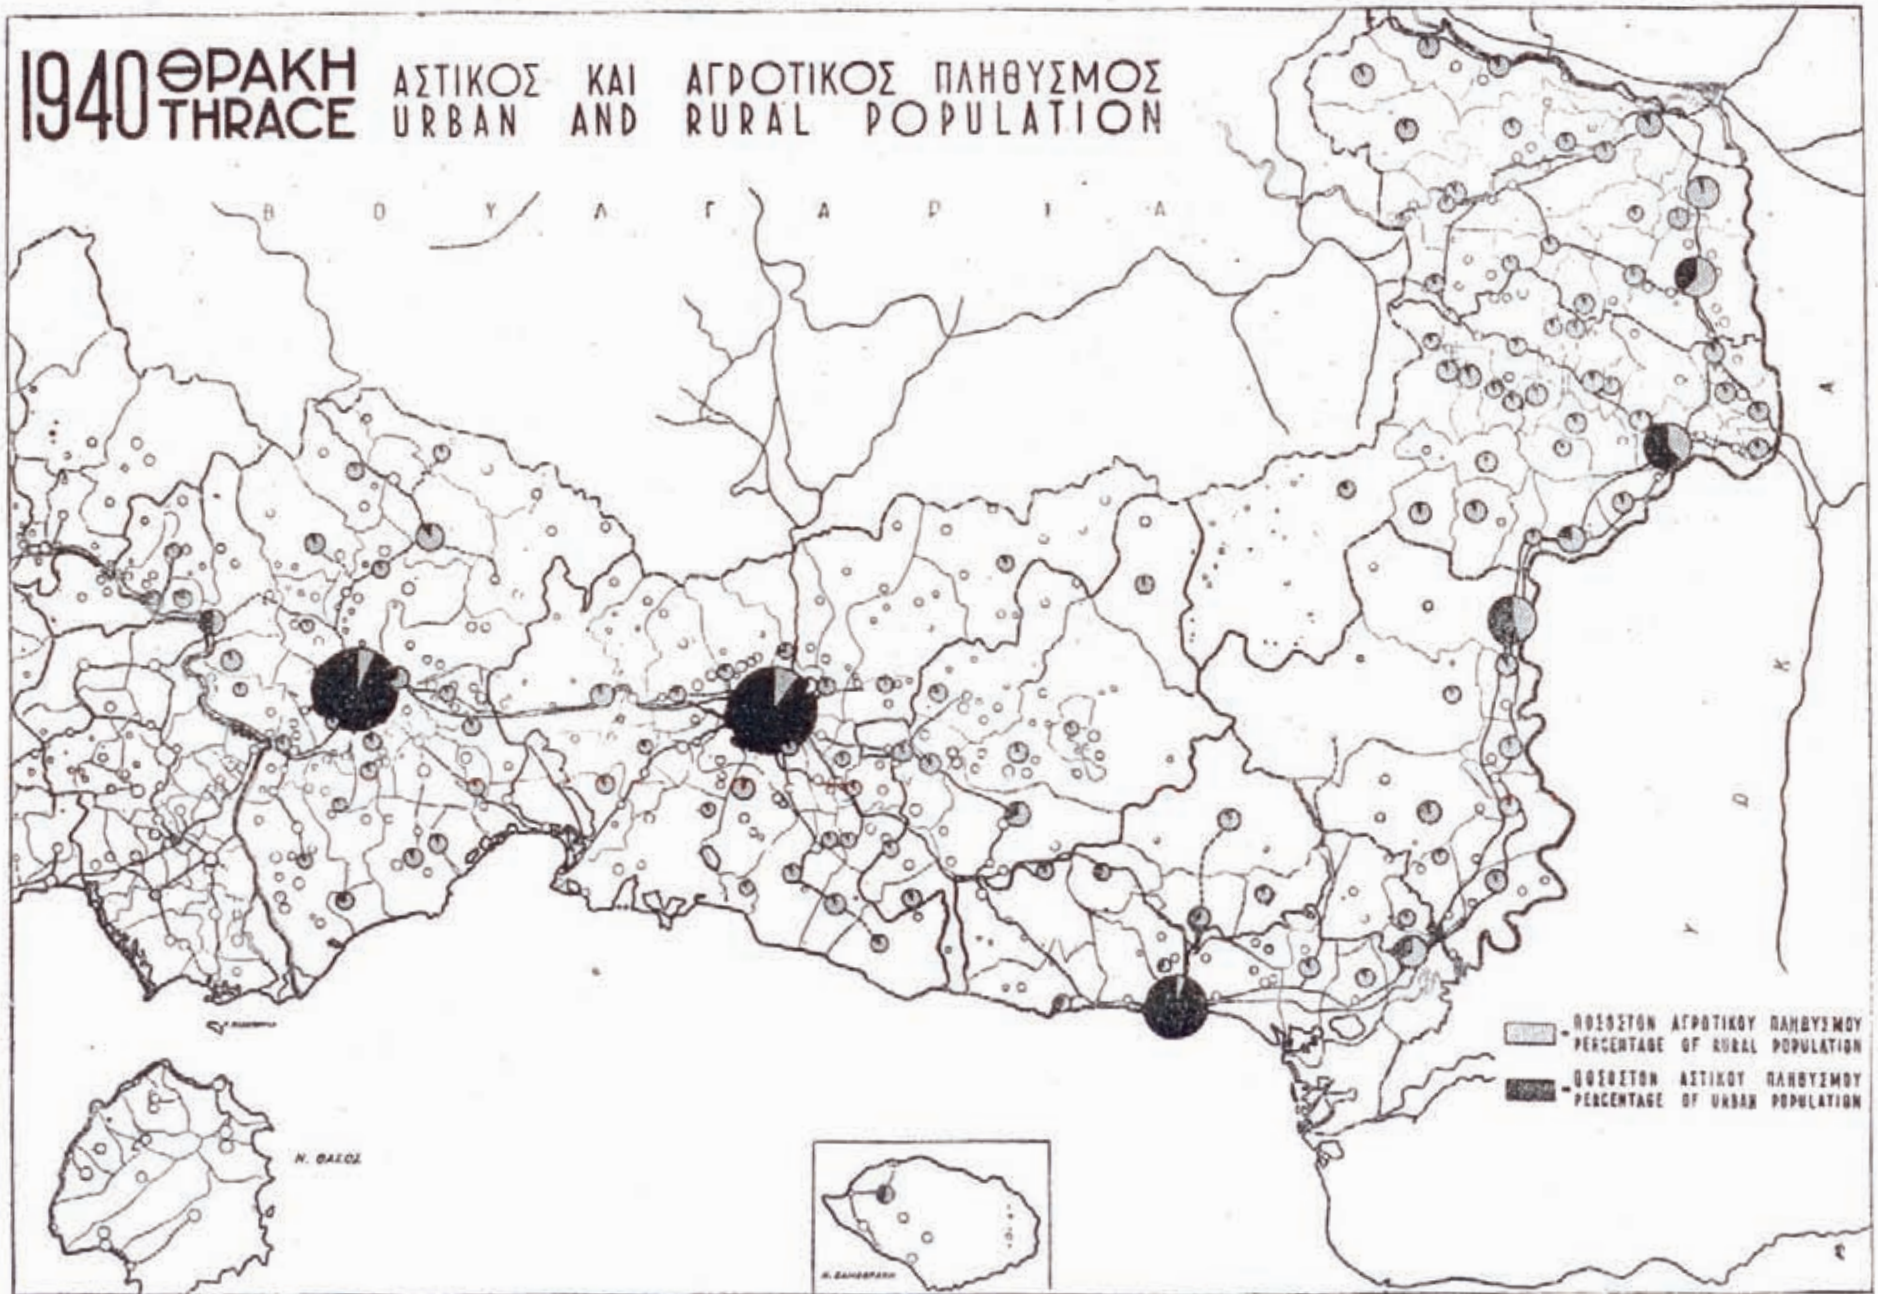 1940 ΘΡΑΚΗ ΑΣΤΙΚΟΣ ΚΑΙ ΑΓΡΟΤΙΚΟΣ ΠΛΗΘΥΣΜΟΣ
THRACE URBAN AND RURAL POPULATION
Β Ο Υ Λ Γ Α Ρ Ι Α
ΠΟΣΟΣΤΟΝ ΑΓΡΟΤΙΚΟΥ ΠΛΗΘΥΣΜΟΥ
PERCENTAGE OF RURAL POPULATION
ΠΟΣΟΣΤΟΝ ΑΣΤΙΚΟΥ ΠΛΗΘΥΣΜΟΥ
PERCENTAGE OF URBAN POPULATION
Ν. ΘΑΣΟΣ
Ν. ΣΑΜΟΘΡΑΚΗ